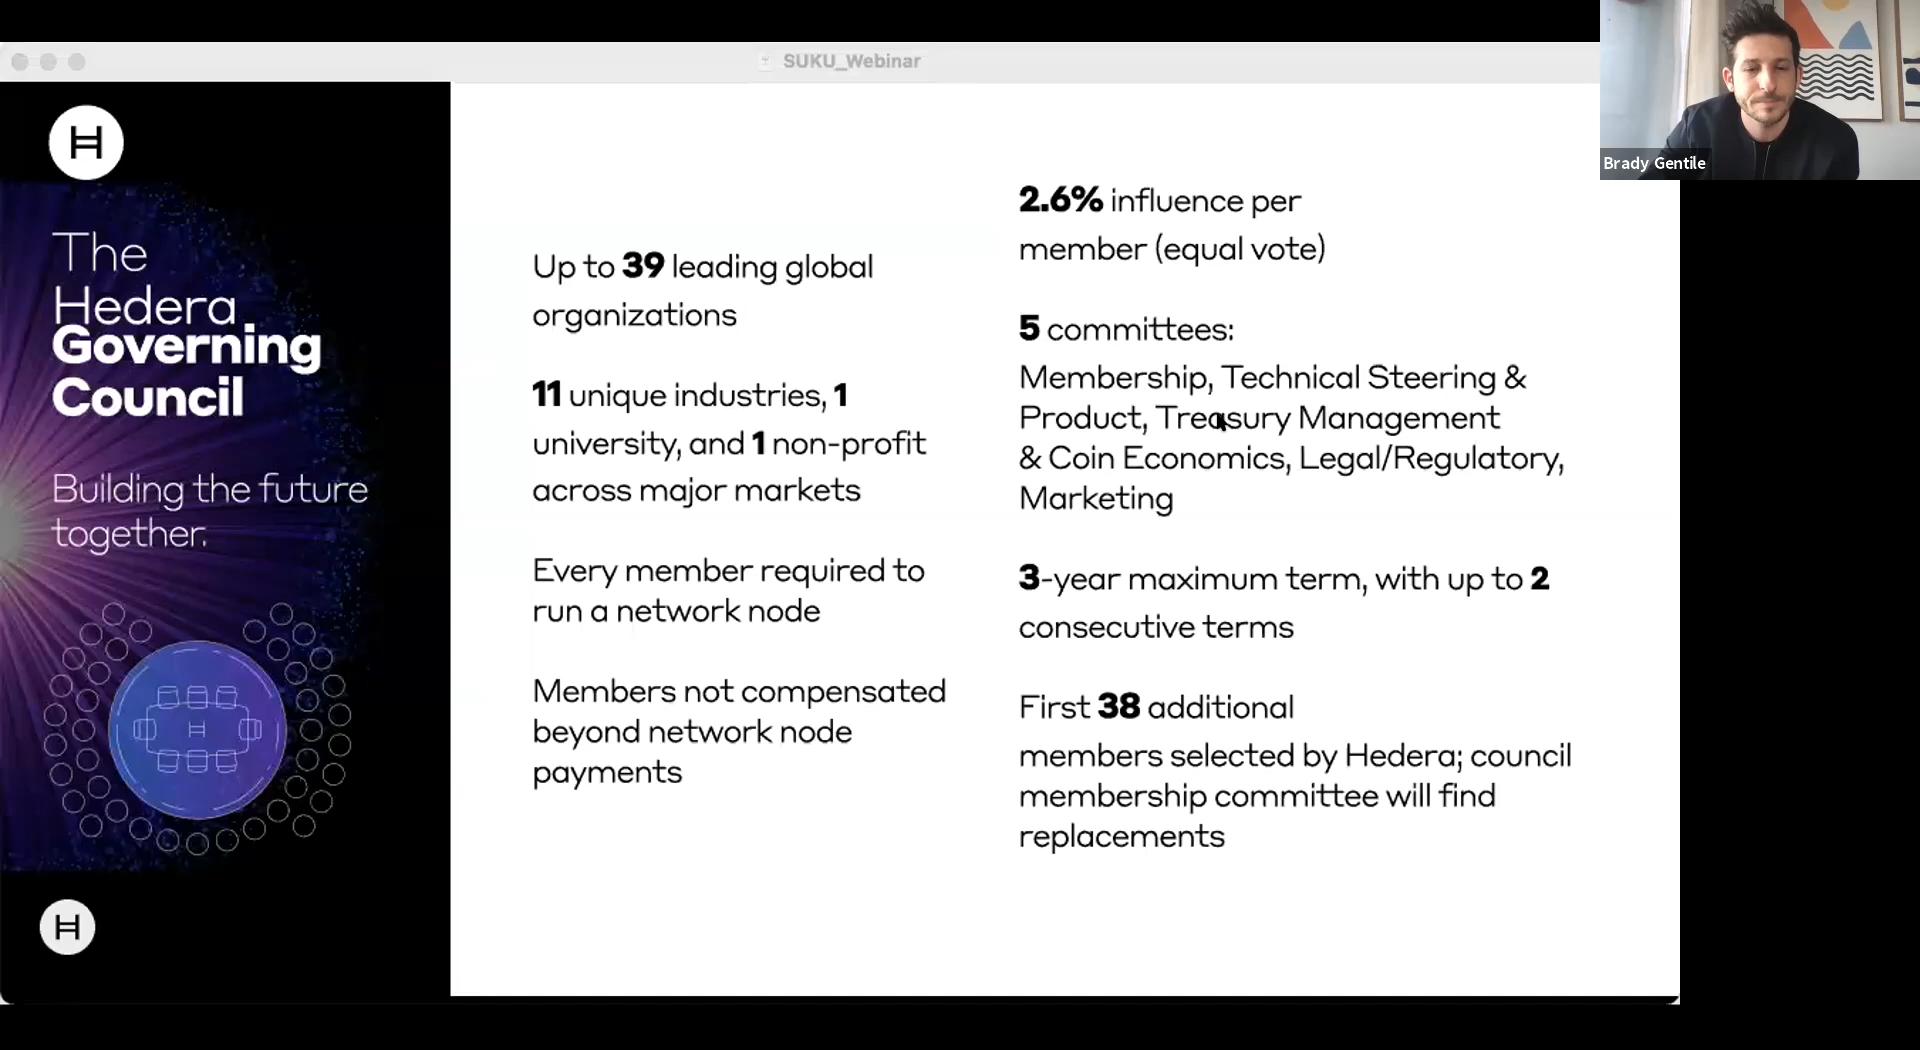 SUKU_Webinar
Brady Gentile
H
The
Hedera
Governing
Council
Building the future
together.
H
H
Up to 39 leading global
organizations
11 unique industries, 1
university, and 1 non-profit
across major markets
Every member required to
run a network node
Members not compensated
beyond network node
payments
2.6% influence per
member (equal vote)
5 committees:
Membership, Technical Steering &
Product, Treasury Management
& Coin Economics, Legal/Regulatory,
Marketing
3-year maximum term, with up to 2
consecutive terms
First 38 additional
members selected by Hedera; council
membership committee will find
replacements